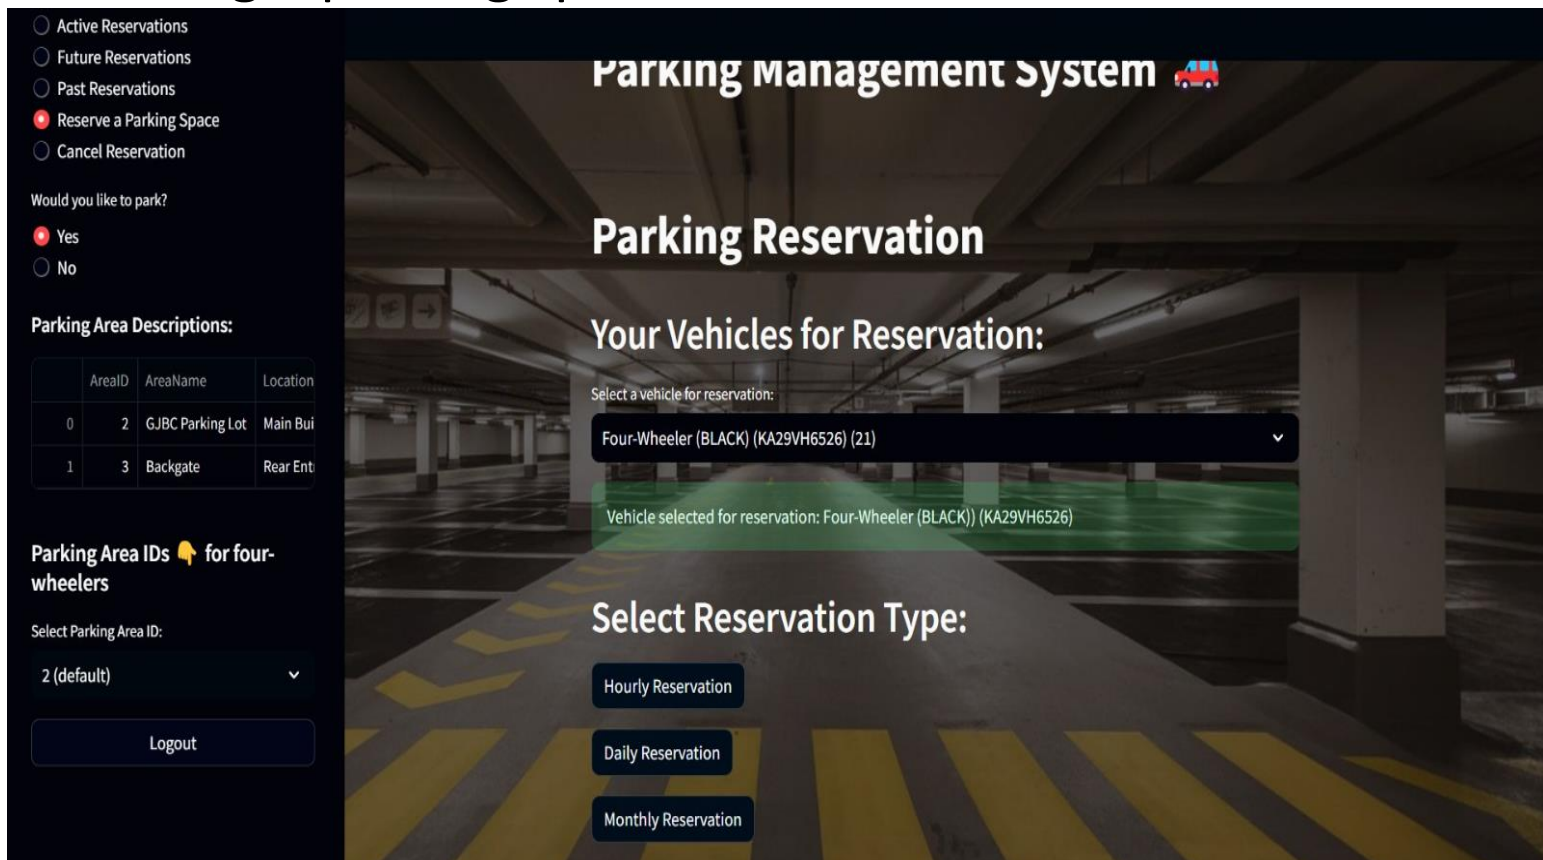 Active Reservations
Future Reservations
Past Reservations
Reserve a Parking Space
Cancel Reservation
Would you like to park?
Yes
No
Parking Area Descriptions:
AreaID AreaName Location
0 2 GJBC Parking Lot Main Bui
1 3 Backgate Rear Ent
Parking Area IDs 👇 for four-
wheelers
Select Parking Area ID:
2 (default)
Logout
Parking Management System 🚗
Parking Reservation
Your Vehicles for Reservation:
Select a vehicle for reservation:
Four-Wheeler (BLACK) (KA29VH6526) (21)
Vehicle selected for reservation: Four-Wheeler (BLACK)) (KA29VH6526)
Select Reservation Type:
Hourly Reservation
Daily Reservation
Monthly Reservation